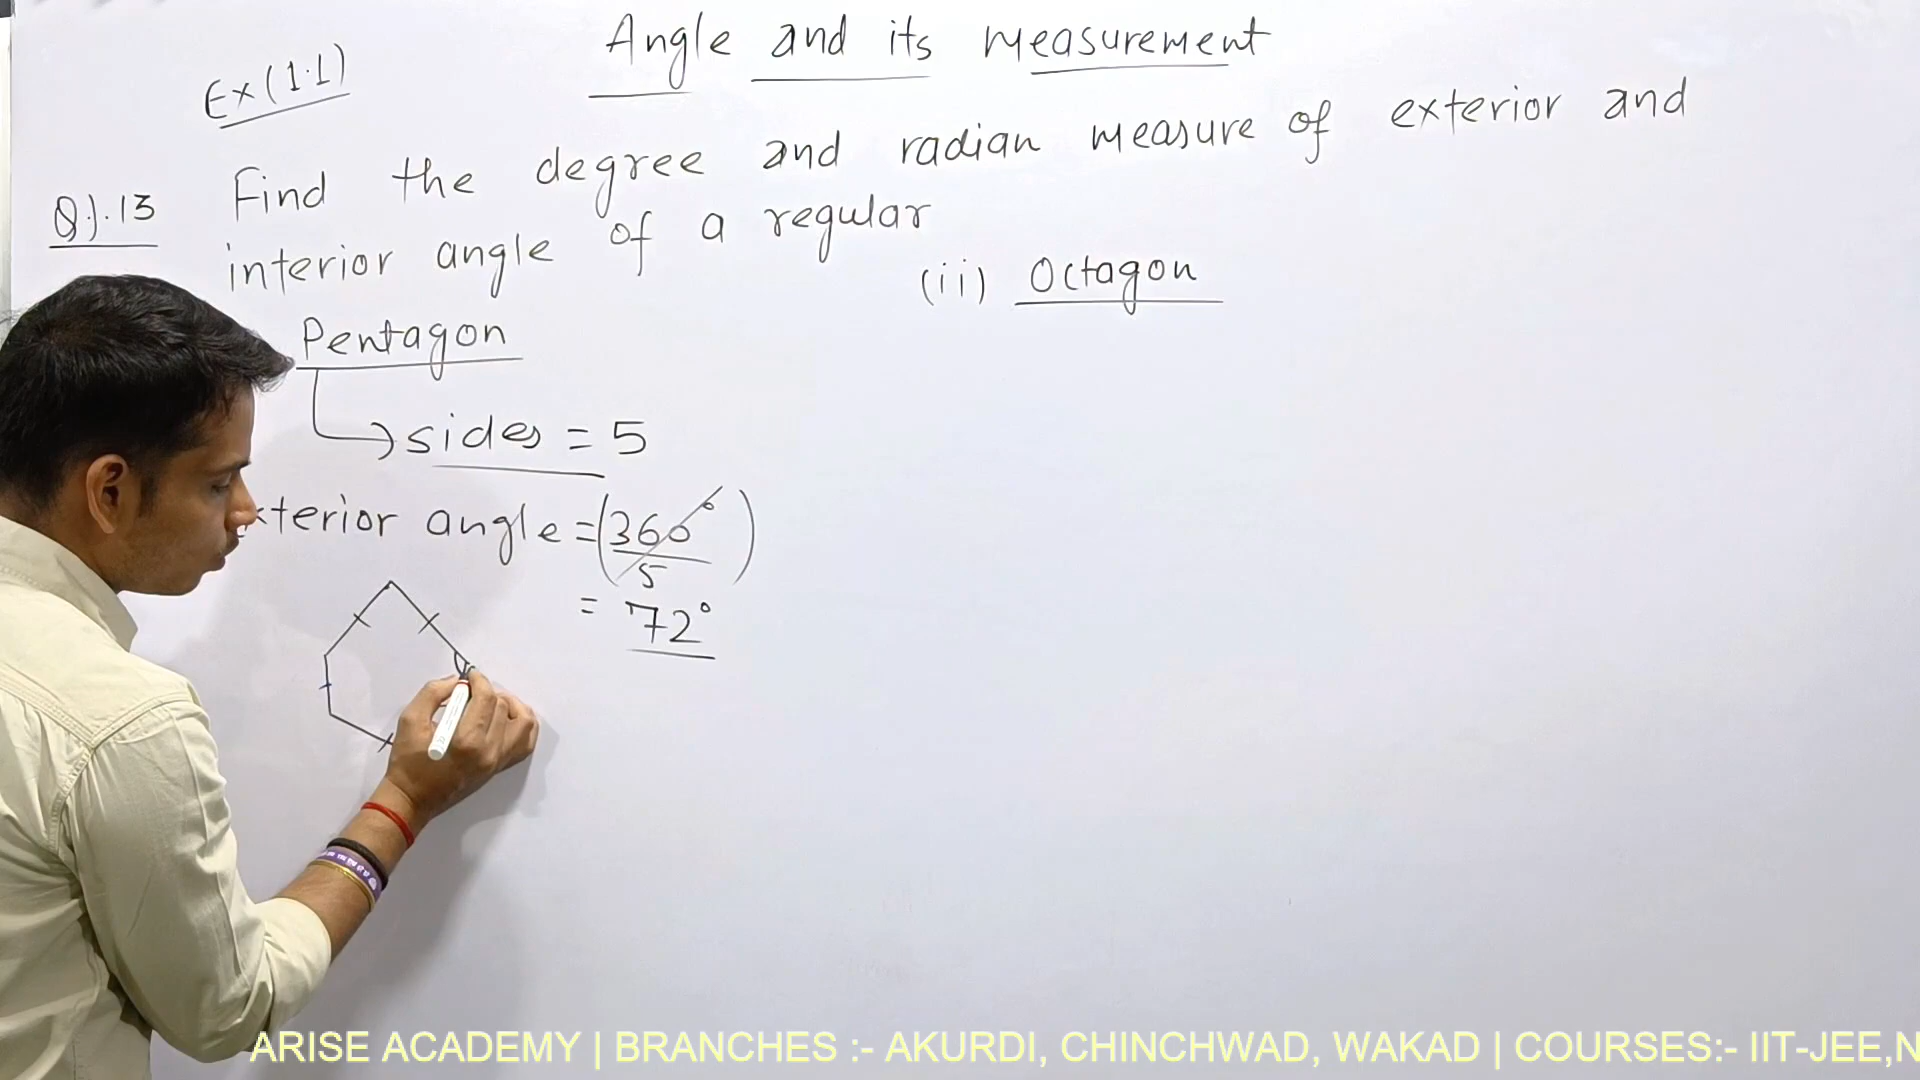 Angle and its measurement
Ex(1.1)
Q).13 Find the degree and radian measure of exterior and
interior angle of a regular
(ii) Octagon
Pentagon
→ sides = 5
xterior angle = (360°/5)
= 72°
ARISE ACADEMY | BRANCHES :- AKURDI, CHINCHWAD, WAKAD | COURSES:- IIT-JEE,N